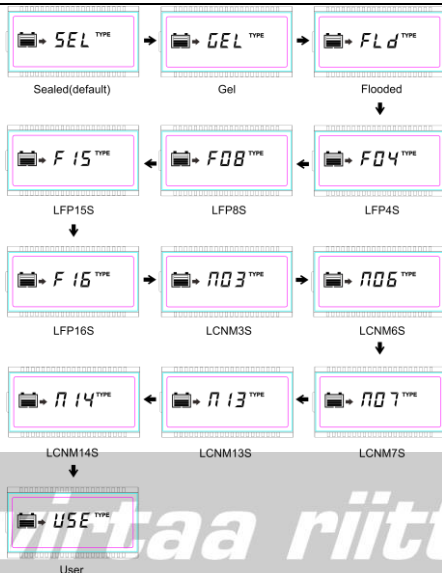 SEL TYPE
GEL TYPE
FLd TYPE
Sealed(default)
Gel
Flooded
F15 TYPE
F08 TYPE
F04 TYPE
LFP15S
LFP8S
LFP4S
F16 TYPE
n03 TYPE
n06 TYPE
LFP16S
LCNM3S
LCNM6S
n14 TYPE
n13 TYPE
n07 TYPE
LCNM14S
LCNM13S
LCNM7S
USE TYPE
User
virtaa riitt